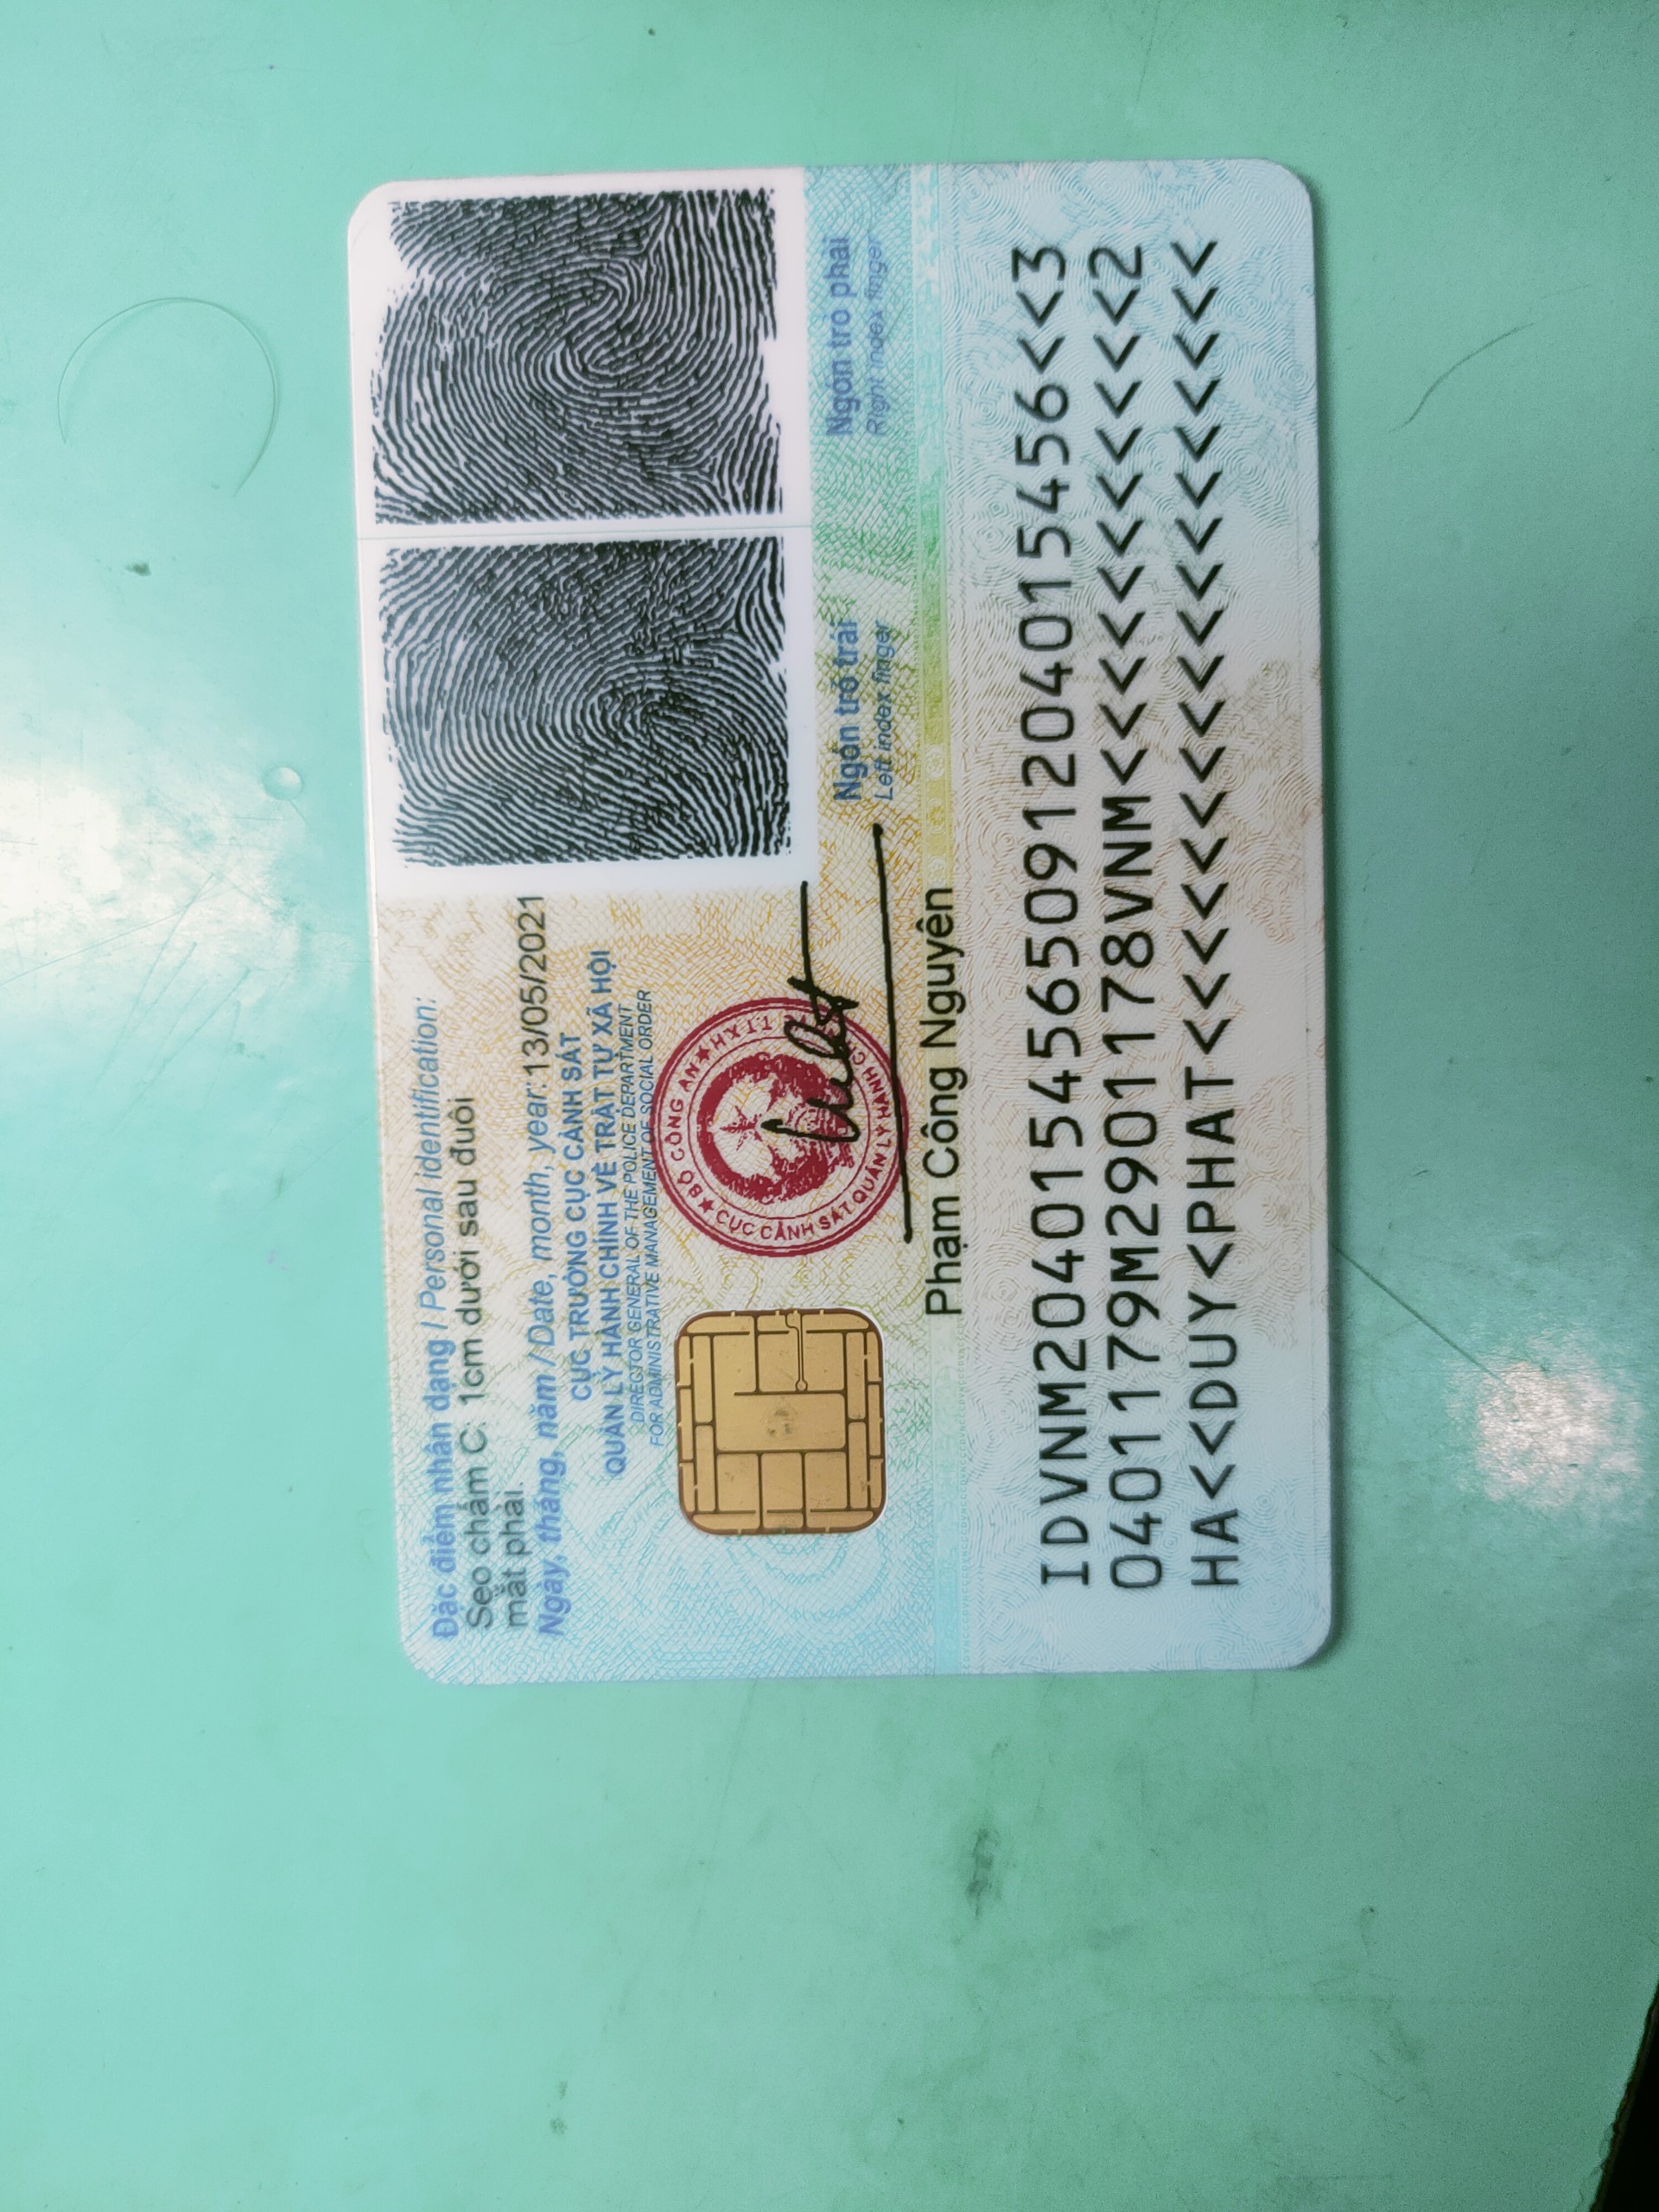 Đặc điểm nhân dạng / Personal identification:
Sẹo chấm C: 1cm dưới sau đuôi
mắt phải.
Ngày, tháng, năm / Date, month, year: 13/05/2021
CỤC TRƯỞNG CỤC CẢNH SÁT
QUẢN LÝ HÀNH CHÍNH VỀ TRẬT TỰ XÃ HỘI
DIRECTOR GENERAL OF THE POLICE DEPARTMENT
FOR ADMINISTRATIVE MANAGEMENT OF SOCIAL ORDER
BỘ CÔNG AN
CỤC CẢNH SÁT QUẢN LÝ HÀNH CHÍNH VỀ TTXH
Phạm Công Nguyên
Ngón trỏ trái
Left index finger
Ngón trỏ phải
Right index finger
IDVNM2040154565091204015456<<3
0401179M2901178VNM<<<<<<<<<<<2
HA<<DUY<PHAT<<<<<<<<<<<<<<<<<<